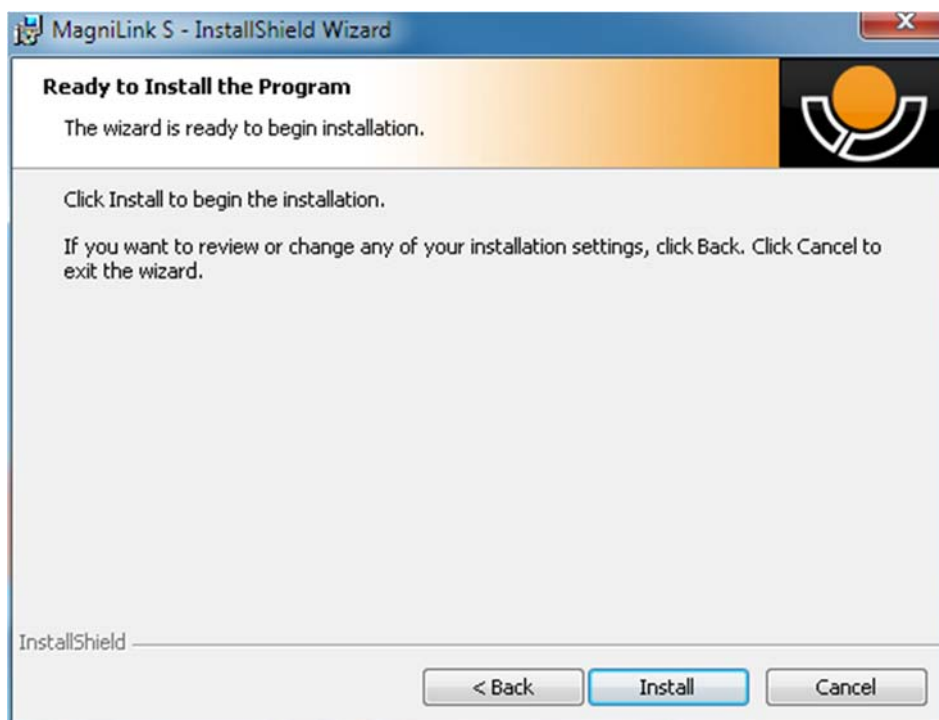 MagniLink S - InstallShield Wizard
Ready to Install the Program
The wizard is ready to begin installation.
Click Install to begin the installation.
If you want to review or change any of your installation settings, click Back. Click Cancel to
exit the wizard.
InstallShield
< Back
Install
Cancel